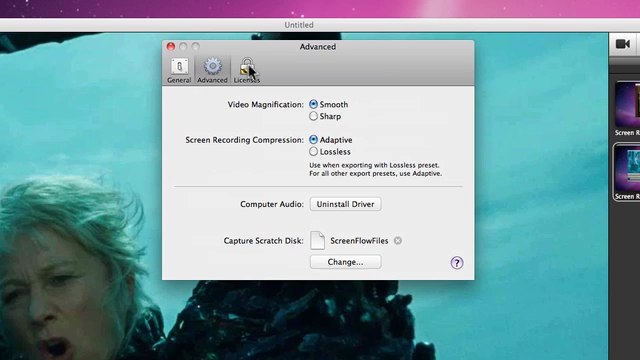 Untitled
Advanced
General Advanced Licenses
Video Magnification: Smooth
Sharp
Screen Recording Compression: Adaptive
Lossless
Use when exporting with Lossless preset.
For all other export presets, use Adaptive.
Computer Audio: Uninstall Driver
Capture Scratch Disk: ScreenFlowFiles
Change...
?
Screen R
Screen R